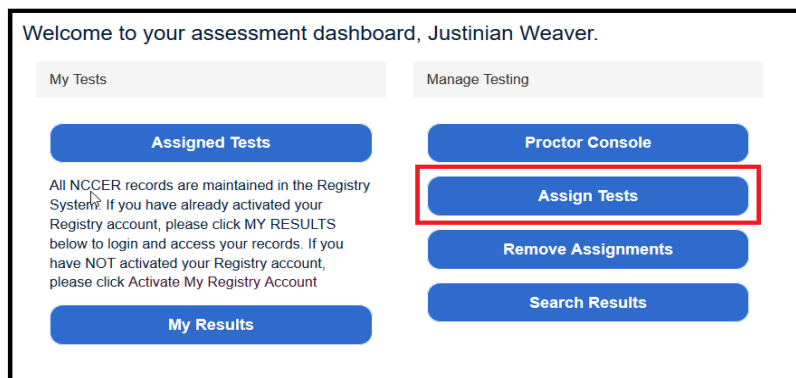 Welcome to your assessment dashboard, Justinian Weaver.
My Tests
Assigned Tests
All NCCER records are maintained in the Registry
System. If you have already activated your
Registry account, please click MY RESULTS
below to login and access your records. If you
have NOT activated your Registry account,
please click Activate My Registry Account
My Results
Manage Testing
Proctor Console
Assign Tests
Remove Assignments
Search Results